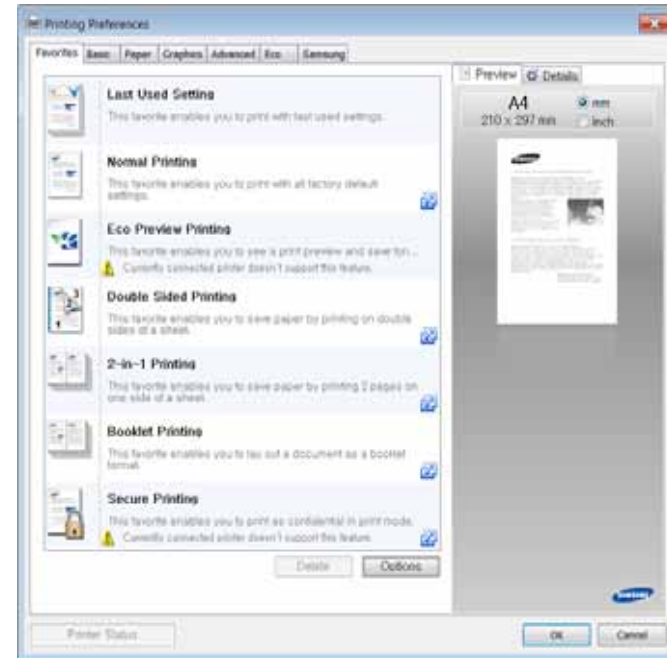 Printing Preferences
Favorites Basic Paper Graphics Advanced Eco Samsung
Last Used Setting
This favorite enables you to print with last used settings.
Normal Printing
This favorite enables you to print with all factory default
settings.
Eco Preview Printing
This favorite enables you to see a print preview and save ton...
Currently connected printer doesn't support this feature.
Double Sided Printing
This favorite enables you to save paper by printing on double
sides of a sheet.
2-in-1 Printing
This favorite enables you to save paper by printing 2 pages on
one side of a sheet.
Booklet Printing
This favorite enables you to lay out a document as a booklet
format.
Secure Printing
This favorite enables you to print as confidential in print mode.
Currently connected printer doesn't support this feature.
Delete Options
Preview Details
A4 mm
210 x 297 mm Inch
SAMSUNG
SAMSUNG
Printer Status OK Cancel